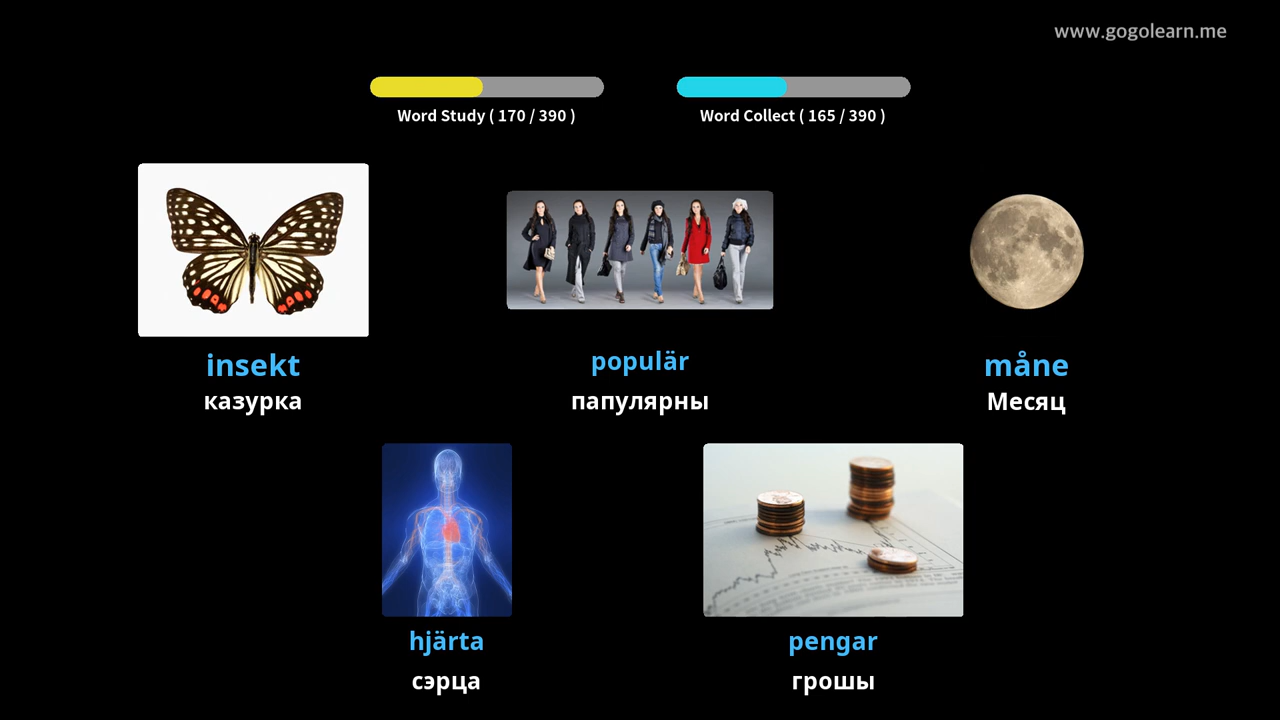 www.gogolearn.me
Word Study ( 170 / 390 )
Word Collect ( 165 / 390 )
insekt
казурка
populär
папулярны
måne
Месяц
hjärta
сэрца
pengar
грошы